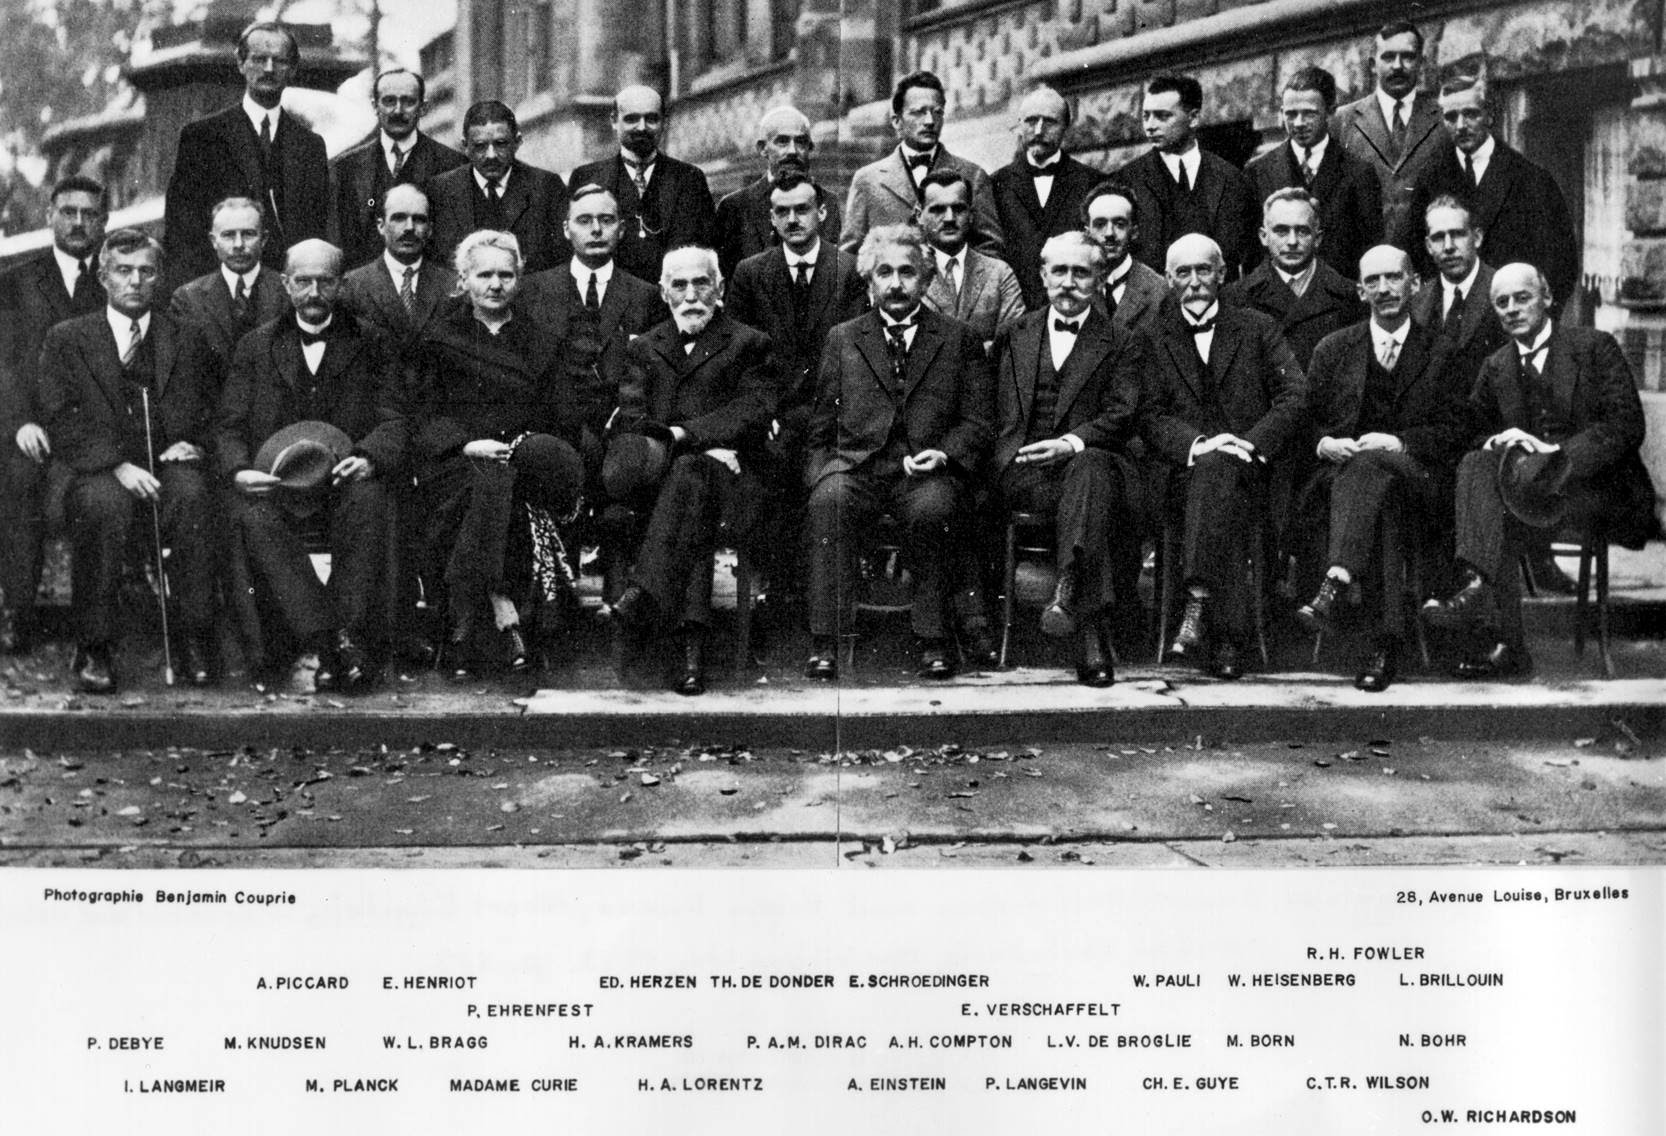 Photographie Benjamin Couprie 28, Avenue Louise, Bruxelles
R.H. FOWLER
A. PICCARD E. HENRIOT ED. HERZEN TH. DE DONDER E. SCHROEDINGER W. PAULI W. HEISENBERG L. BRILLOUIN
P. EHRENFEST E. VERSCHAFFELT
P. DEBYE M. KNUDSEN W. L. BRAGG H. A. KRAMERS P. A.M. DIRAC A.H. COMPTON L.V. DE BROGLIE M. BORN N. BOHR
I. LANGMEIR M. PLANCK MADAME CURIE H. A. LORENTZ A. EINSTEIN P. LANGEVIN CH. E. GUYE C.T.R. WILSON
O.W. RICHARDSON